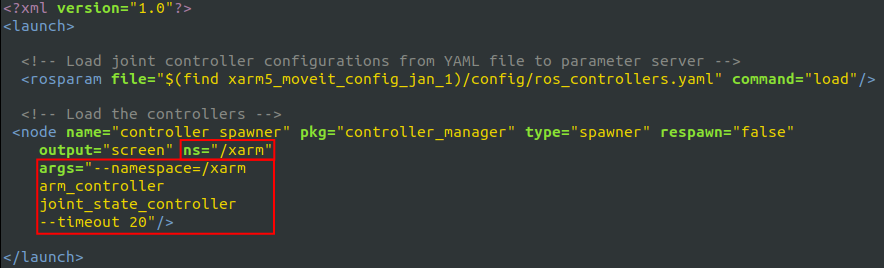 <?xml version="1.0"?>
<launch>
<!-- Load joint controller configurations from YAML file to parameter server -->
<rosparam file="$(find xarm5_moveit_config_jan_1)/config/ros_controllers.yaml" command="load"/>
<!-- Load the controllers -->
<node name="controller_spawner" pkg="controller_manager" type="spawner" respawn="false"
output="screen" ns="/xarm"
args="--namespace=/xarm
arm_controller
joint_state_controller
--timeout 20"/>
</launch>